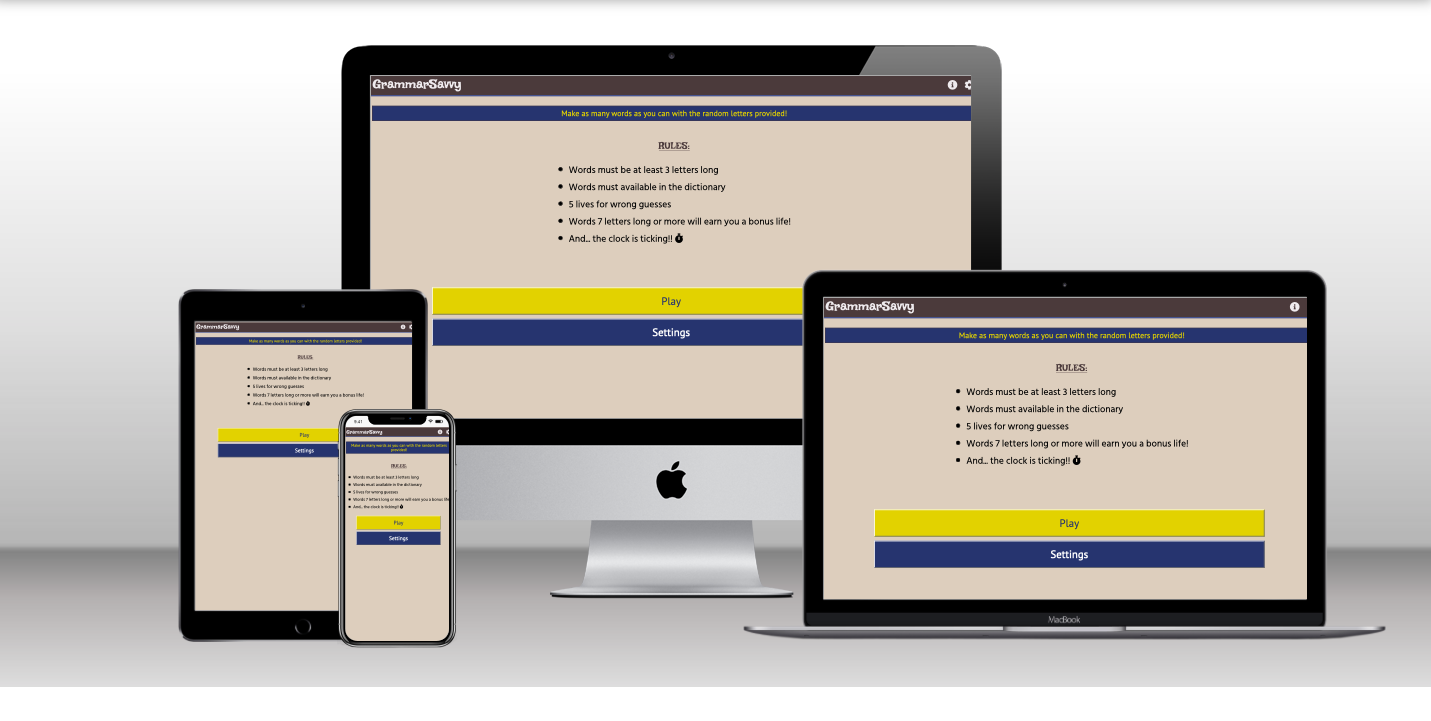 GrammarSavvy
Make as many words as you can with the random letters provided!
RULES:
Words must be at least 3 letters long
Words must available in the dictionary
5 lives for wrong guesses
Words 7 letters long or more will earn you a bonus life!
And... the clock is ticking!!
Play
Settings
GrammarSavvy
Make as many words as you can with the random letters provided!
RULES:
Words must be at least 3 letters long
Words must available in the dictionary
5 lives for wrong guesses
Words 7 letters long or more will earn you a bonus life!
And... the clock is ticking!!
Play
Settings
9:41
GrammarSavvy
Make as many words as you can with the random letters
provided!
RULES:
Words must be at least 3 letters long
Words must available in the dictionary
5 lives for wrong guesses
Words 7 letters long or more will earn you a bonus life
And... the clock is ticking!!
Play
Settings
GrammarSavvy
Make as many words as you can with the random letters provided!
RULES:
Words must be at least 3 letters long
Words must available in the dictionary
5 lives for wrong guesses
Words 7 letters long or more will earn you a bonus life!
And... the clock is ticking!!
Play
Settings
MacBook